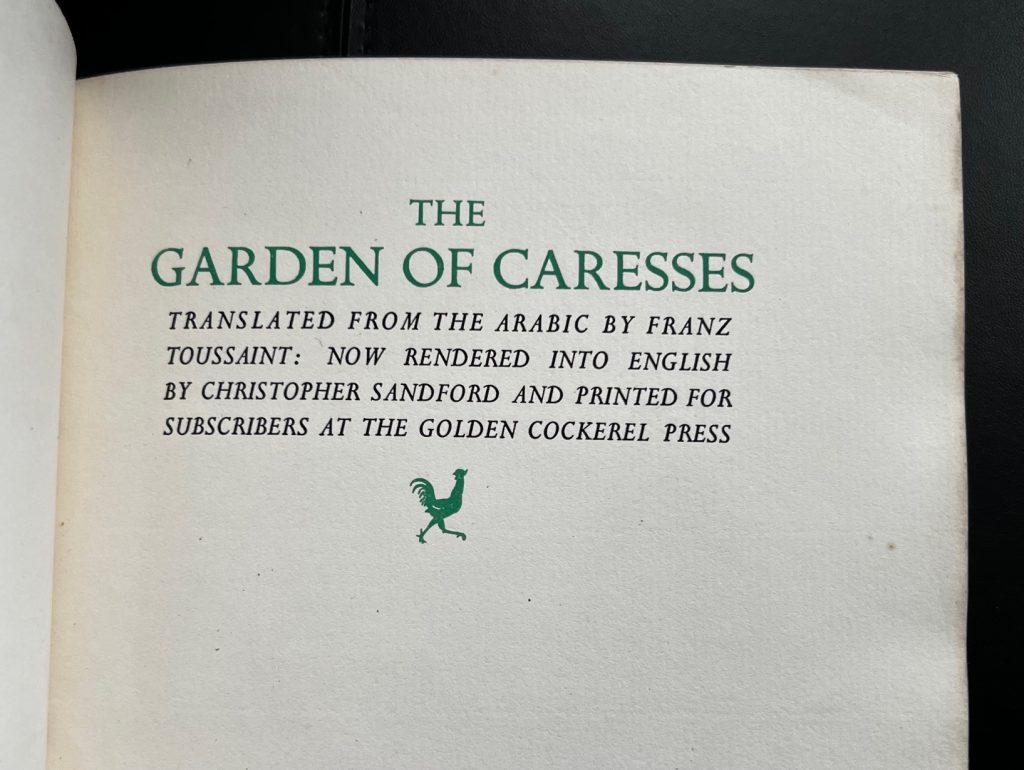 THE
GARDEN OF CARESSES
TRANSLATED FROM THE ARABIC BY FRANZ
TOUSSAINT: NOW RENDERED INTO ENGLISH
BY CHRISTOPHER SANDFORD AND PRINTED FOR
SUBSCRIBERS AT THE GOLDEN COCKEREL PRESS